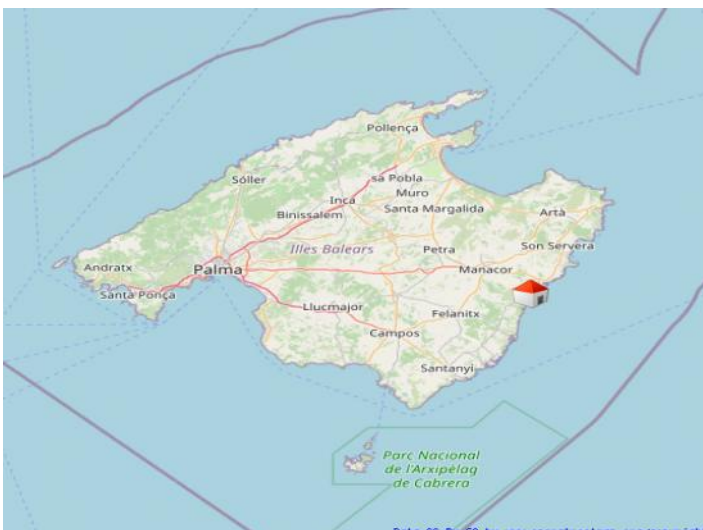 Pollença
sa Pobla
Sóller
Muro
Inca
Santa Margalida
Binissalem
Artà
Illes Balears
Petra
Son Servera
Andratx
Palma
Manacor
Santa Ponça
Llucmajor
Felanitx
Campos
Santanyí
Parc Nacional
de l'Arxipèlag
de Cabrera